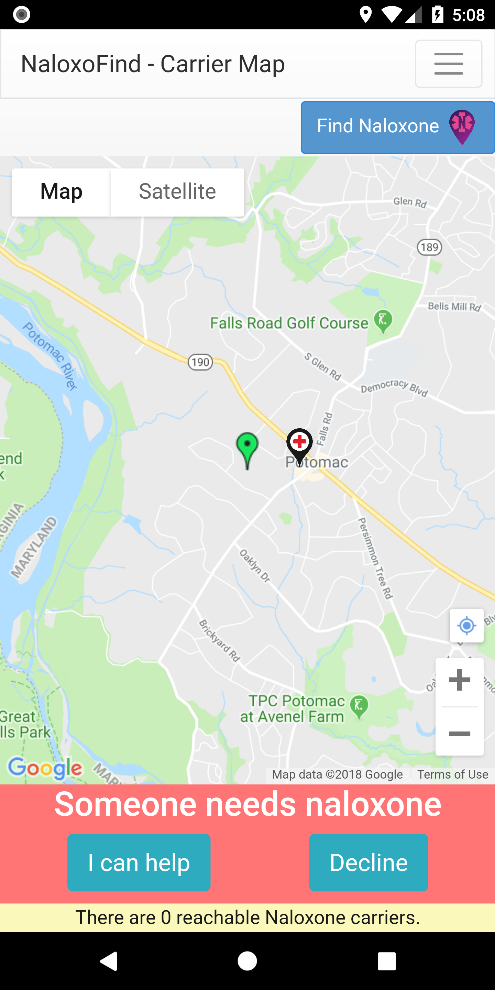 5:08
NaloxoFind - Carrier Map
Find Naloxone
Map
Satellite
Glen Rd
189
Bells Mill Rd
Falls Road Golf Course
Potomac River
190
S Glen Rd
Democracy Blvd
Falls Rd
Potomac
end
k
GINIA
MARYLAND
Oaklyn Dr
Persimmon Tree Rd
Brickyard Rd
TPC Potomac
at Avenel Farm
Great
lls Park
MAR
Google
Map data ©2018 Google
Terms of Use
Someone needs naloxone
I can help
Decline
There are 0 reachable Naloxone carriers.